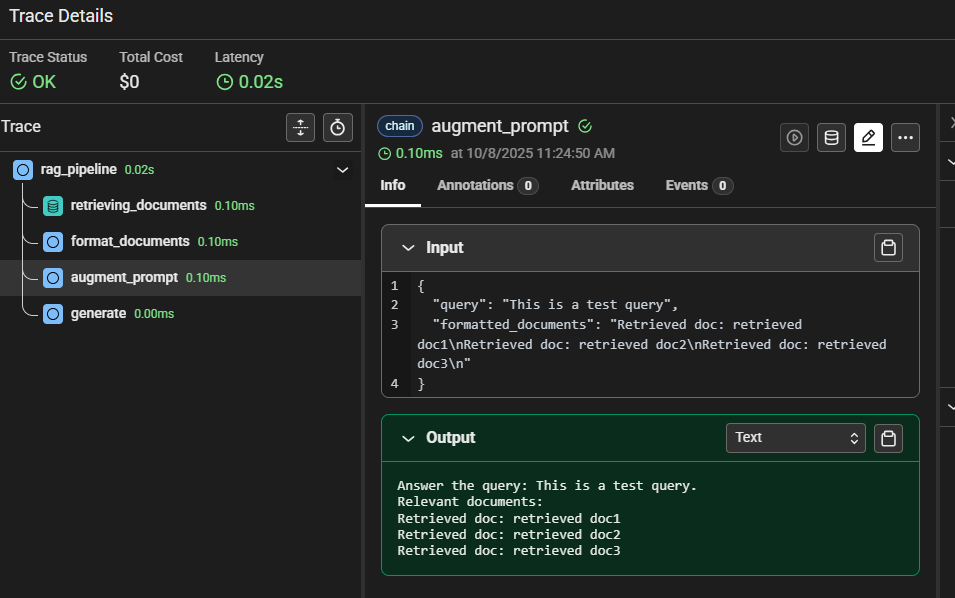 Trace Details
Trace Status Total Cost Latency
OK $0 0.02s
Trace
rag_pipeline 0.02s
retrieving_documents 0.10ms
format_documents 0.10ms
augment_prompt 0.10ms
generate 0.00ms
chain augment_prompt
0.10ms at 10/8/2025 11:24:50 AM
Info Annotations 0 Attributes Events 0
Input
1 {
2 "query": "This is a test query",
3 "formatted_documents": "Retrieved doc: retrieved
doc1\nRetrieved doc: retrieved doc2\nRetrieved doc: retrieved
doc3\n"
4 }
Output Text
Answer the query: This is a test query.
Relevant documents:
Retrieved doc: retrieved doc1
Retrieved doc: retrieved doc2
Retrieved doc: retrieved doc3